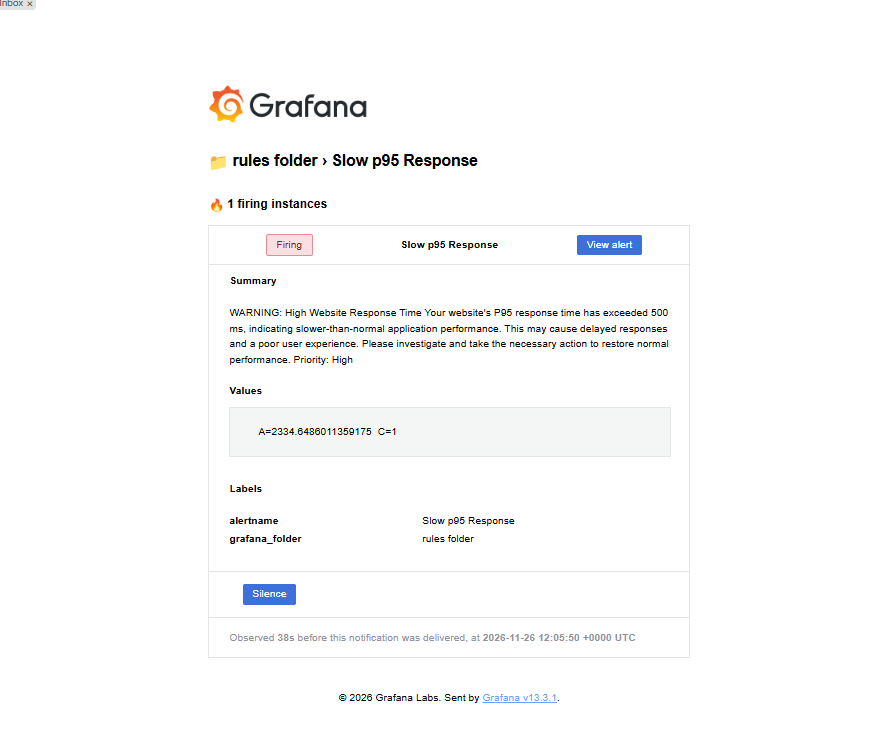 Inbox ×
Grafana
rules folder › Slow p95 Response
1 firing instances
Firing Slow p95 Response View alert
Summary
WARNING: High Website Response Time Your website's P95 response time has exceeded 500
ms, indicating slower-than-normal application performance. This may cause delayed responses
and a poor user experience. Please investigate and take the necessary action to restore normal
performance. Priority: High
Values
A=2334.6486011359175 C=1
Labels
alertname Slow p95 Response
grafana_folder rules folder
Silence
Observed 38s before this notification was delivered, at 2026-11-26 12:05:50 +0000 UTC
© 2026 Grafana Labs. Sent by Grafana v13.3.1.